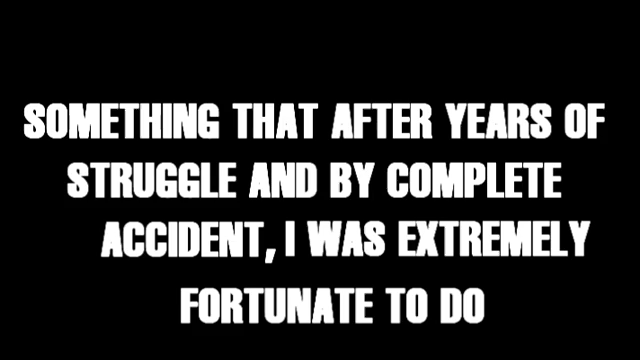 SOMETHING THAT AFTER YEARS OF
STRUGGLE AND BY COMPLETE
ACCIDENT, I WAS EXTREMELY
FORTUNATE TO DO